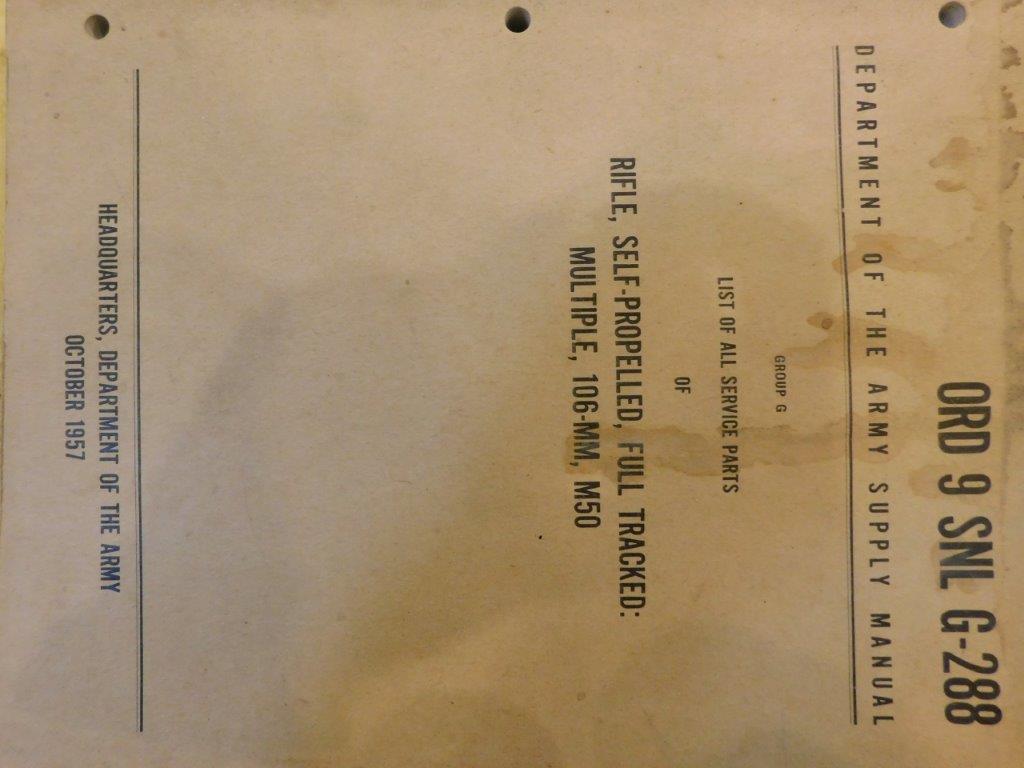 ORD 9 SNL G-288
DEPARTMENT OF THE ARMY SUPPLY MANUAL
GROUP G
LIST OF ALL SERVICE PARTS
OF
RIFLE, SELF-PROPELLED, FULL TRACKED:
MULTIPLE, 106-MM, M50
HEADQUARTERS, DEPARTMENT OF THE ARMY
OCTOBER 1957